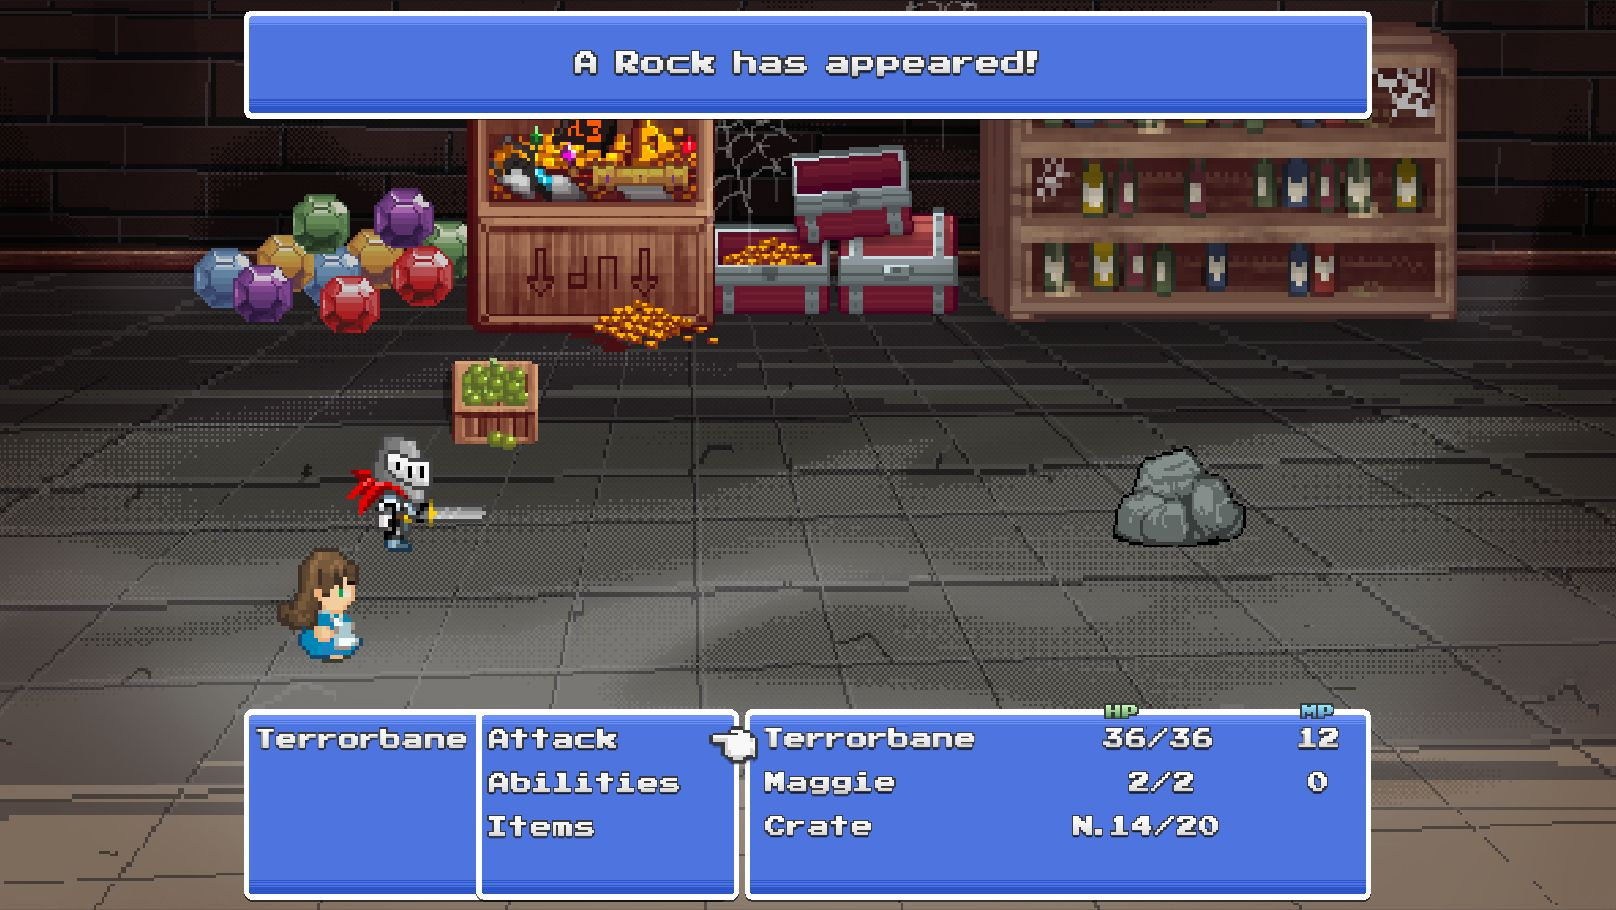 A Rock has appeared!
HP MP
Terrorbane Attack Terrorbane 36/36 12
Abilities Maggie 2/2 0
Items Crate N.14/20